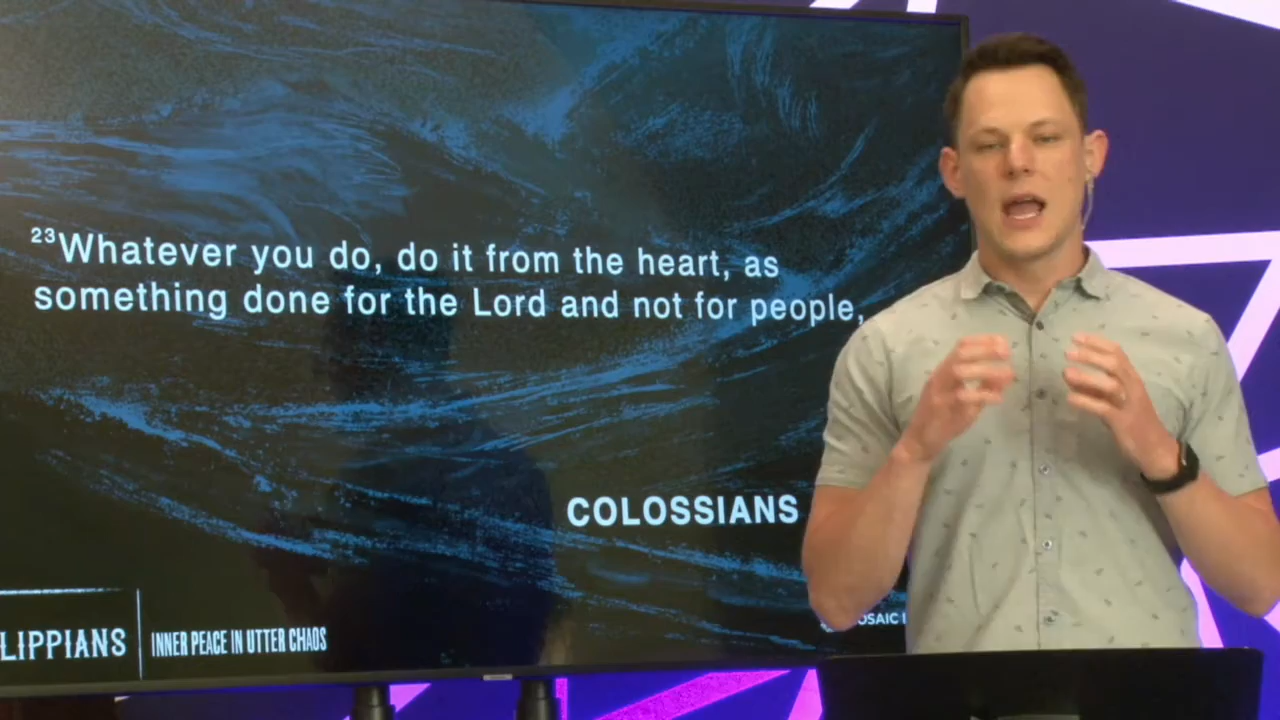 ²³Whatever you do, do it from the heart, as
something done for the Lord and not for people,
COLOSSIANS
LIPPIANS
INNER PEACE IN UTTER CHAOS
OSAIC